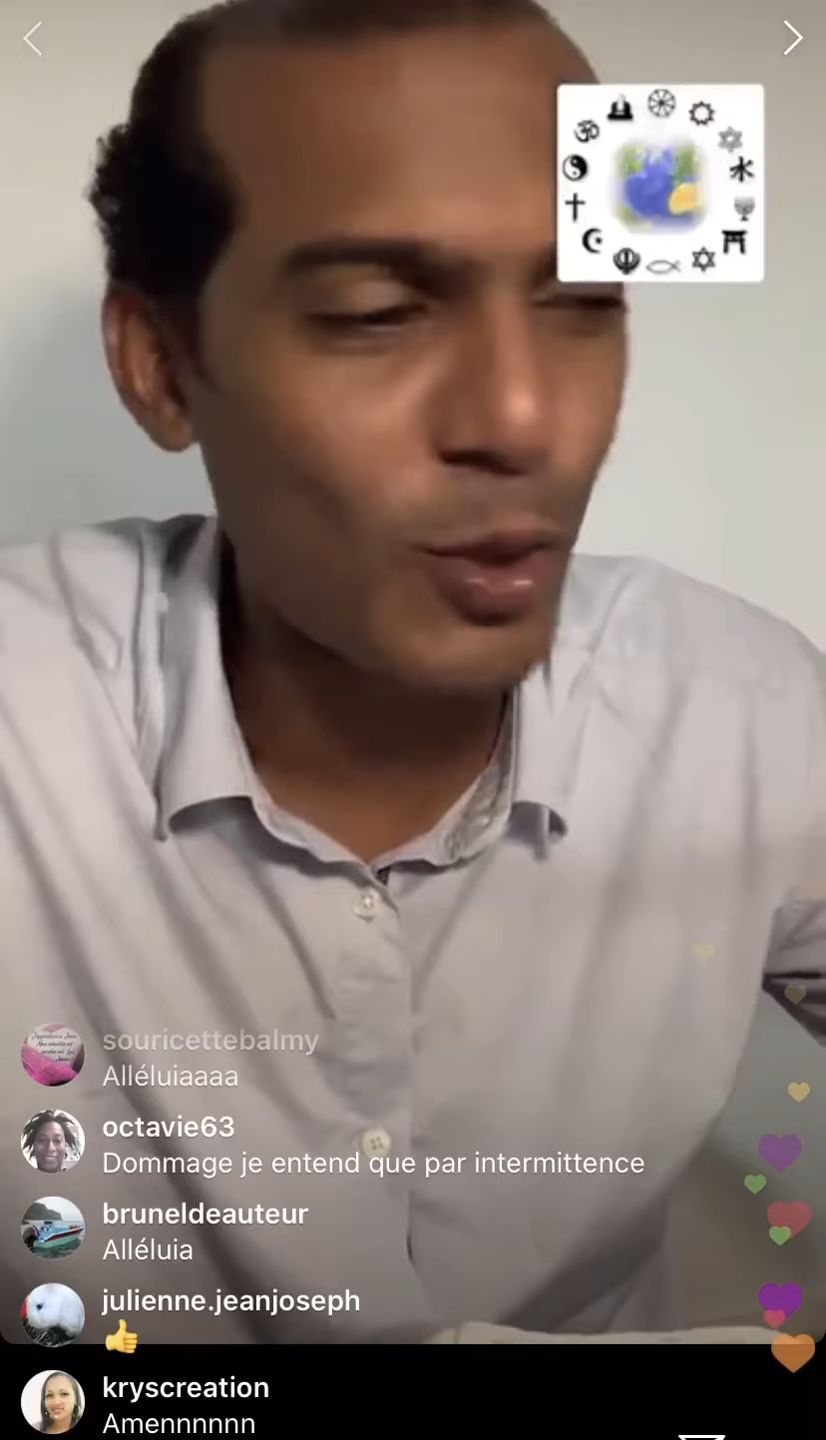 souricettebalmy
Alléluiaaaa
octavie63
Dommage je entend que par intermittence
bruneldeauteur
Alléluia
julienne.jeanjoseph
👍
kryscreation
Amennnnnn